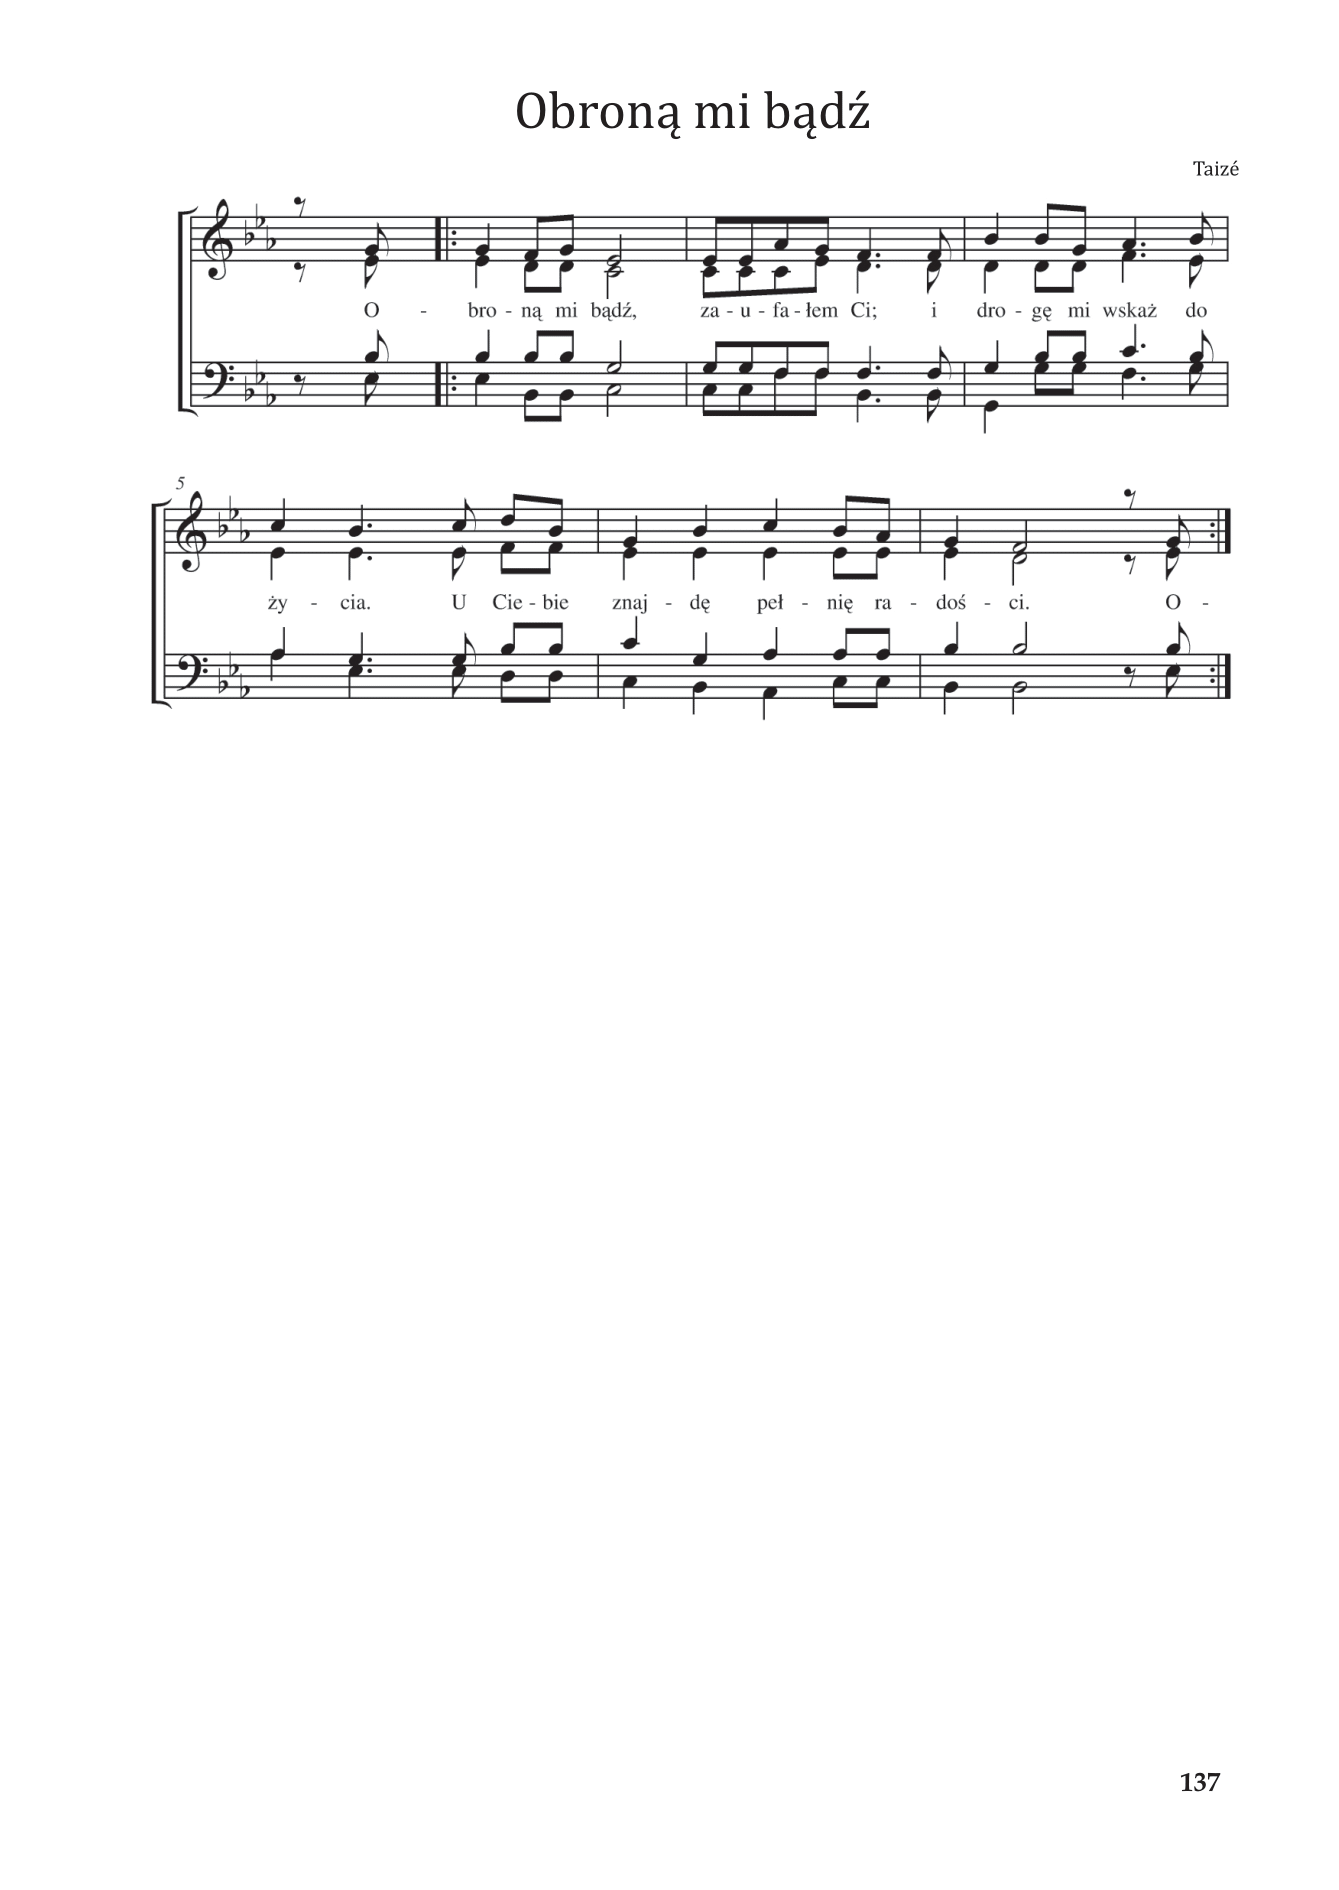 Obroną mi bądź
Taizé
O - bro - ną mi bądź, za - u - fa - łem Ci; i dro - gę mi wskaż do
5
ży - cia. U Cie - bie znaj - dę peł - nię ra - doś - ci. O -
137